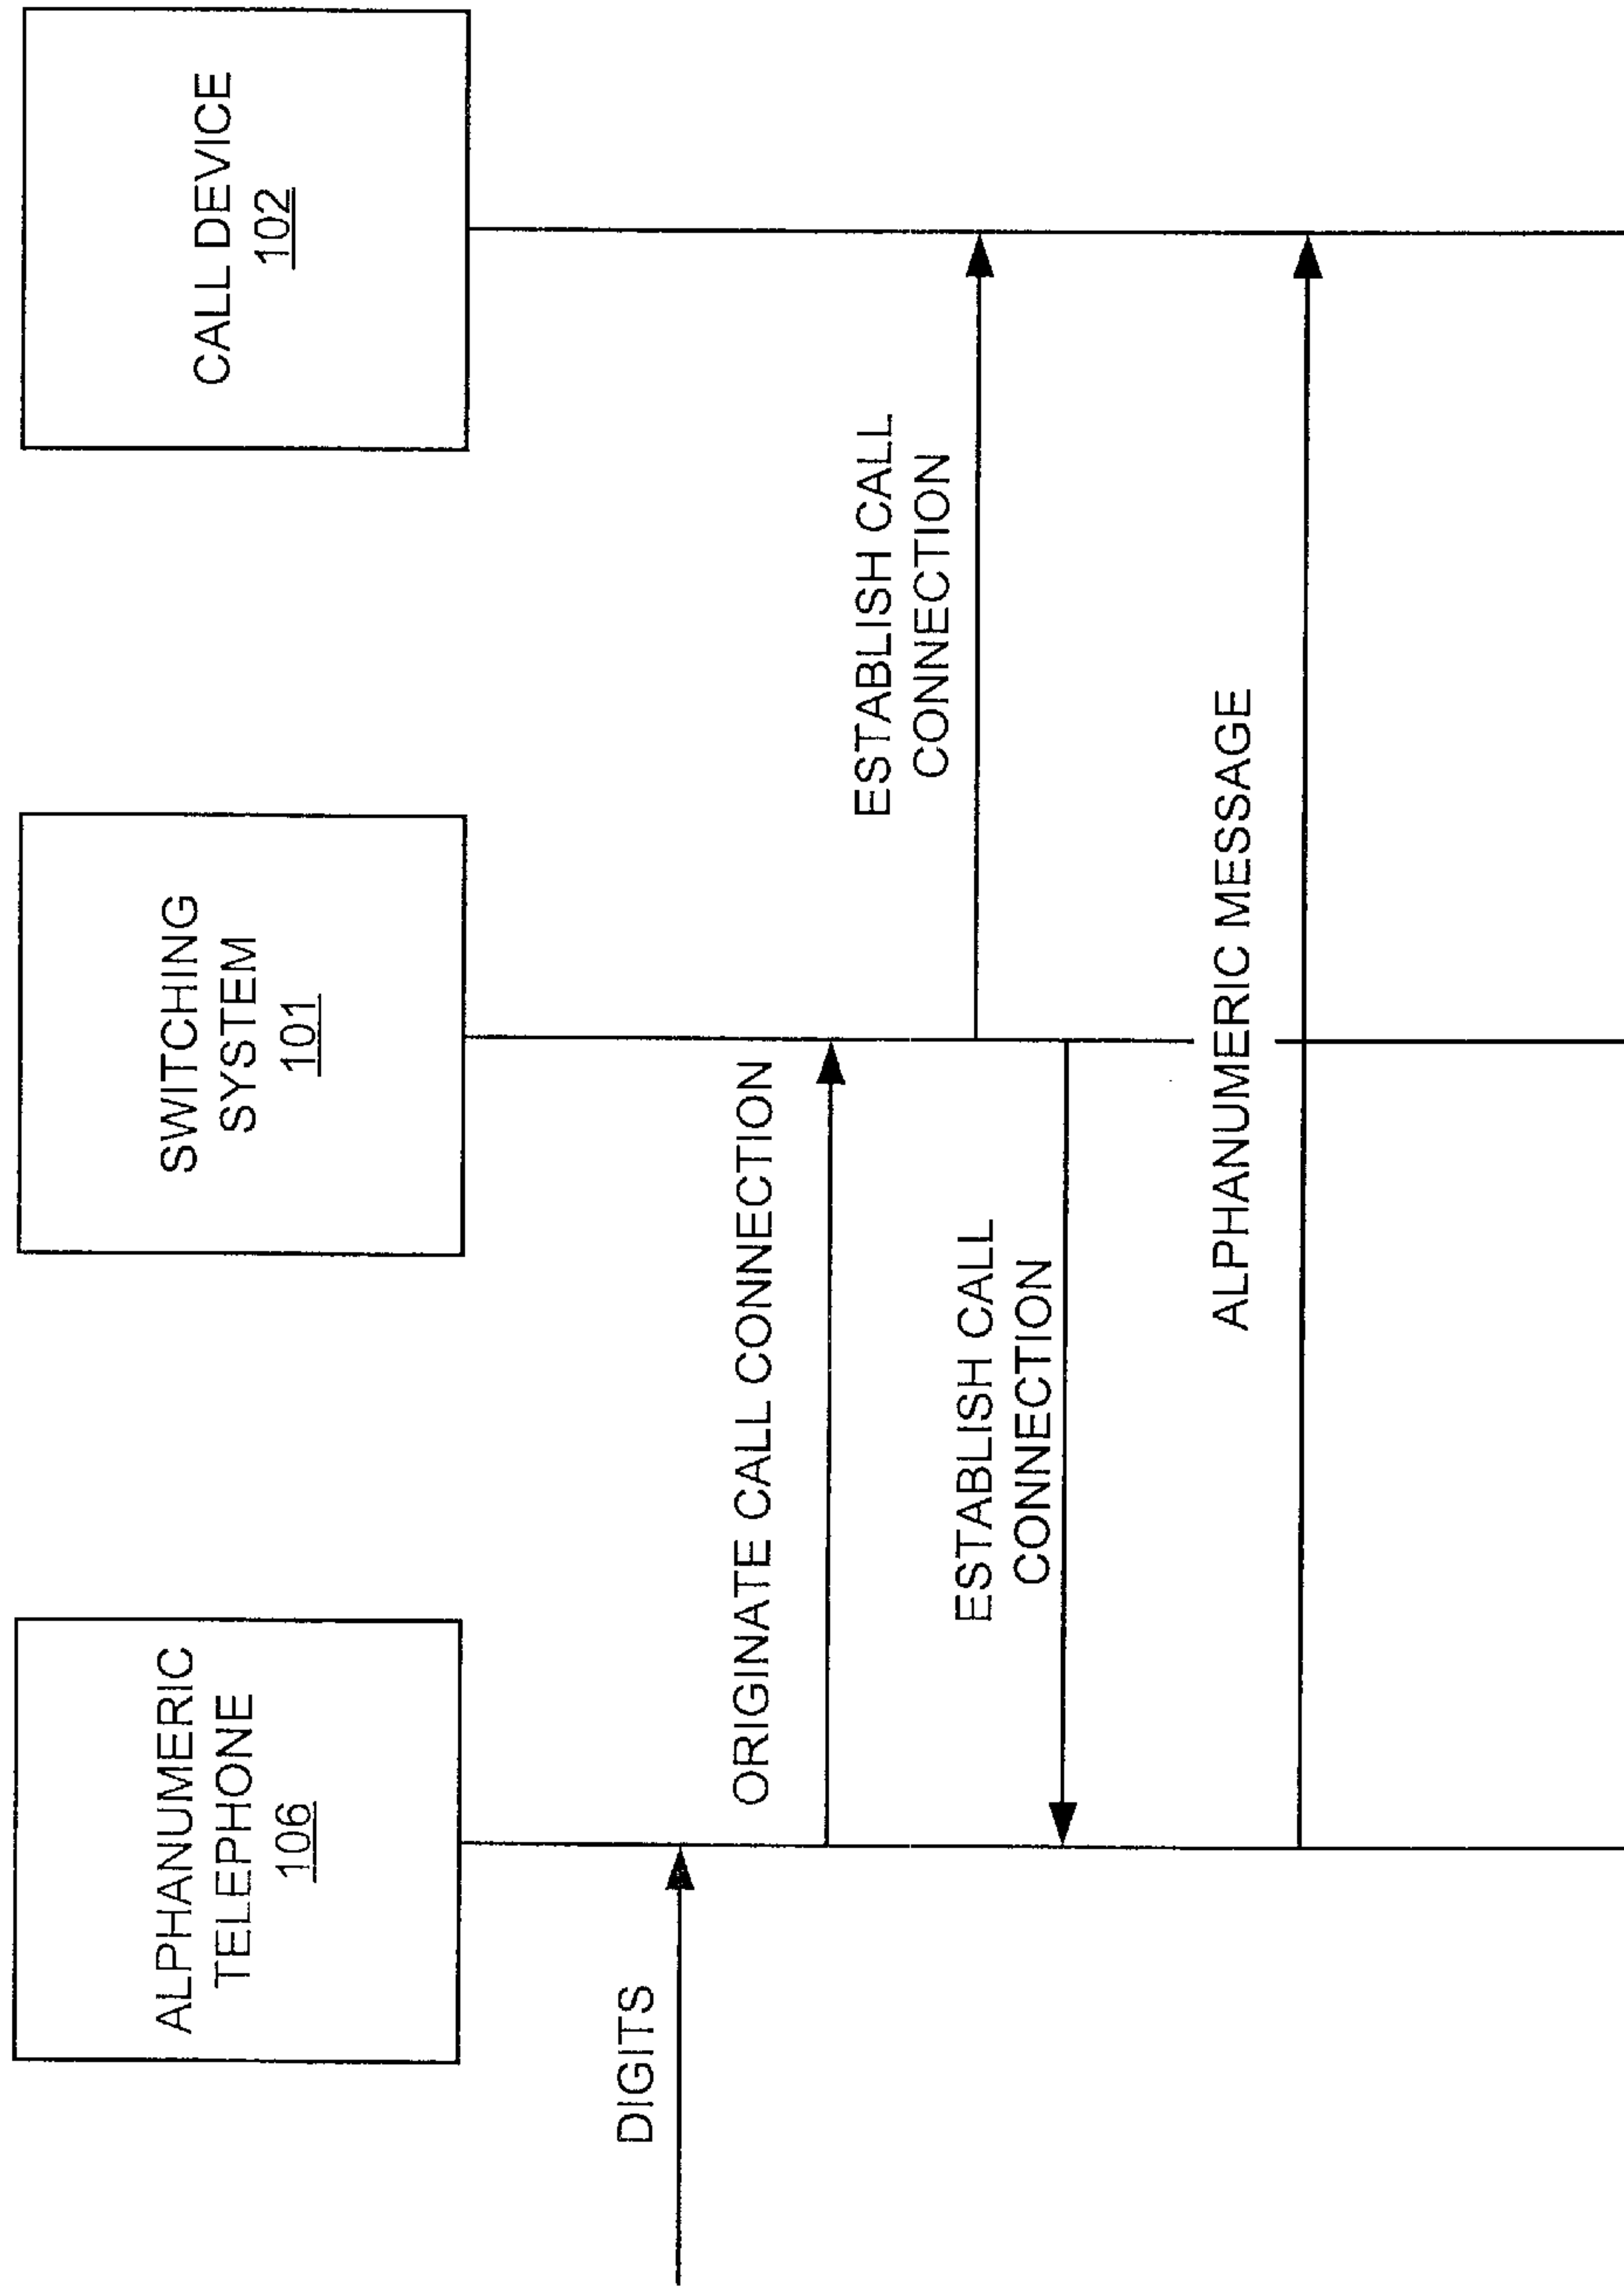 ALPHANUMERIC
TELEPHONE
106
SWITCHING
SYSTEM
101
CALL DEVICE
102
DIGITS
ORIGINATE CALL CONNECTION
ESTABLISH CALL
CONNECTION
ESTABLISH CALL
CONNECTION
ALPHANUMERIC MESSAGE